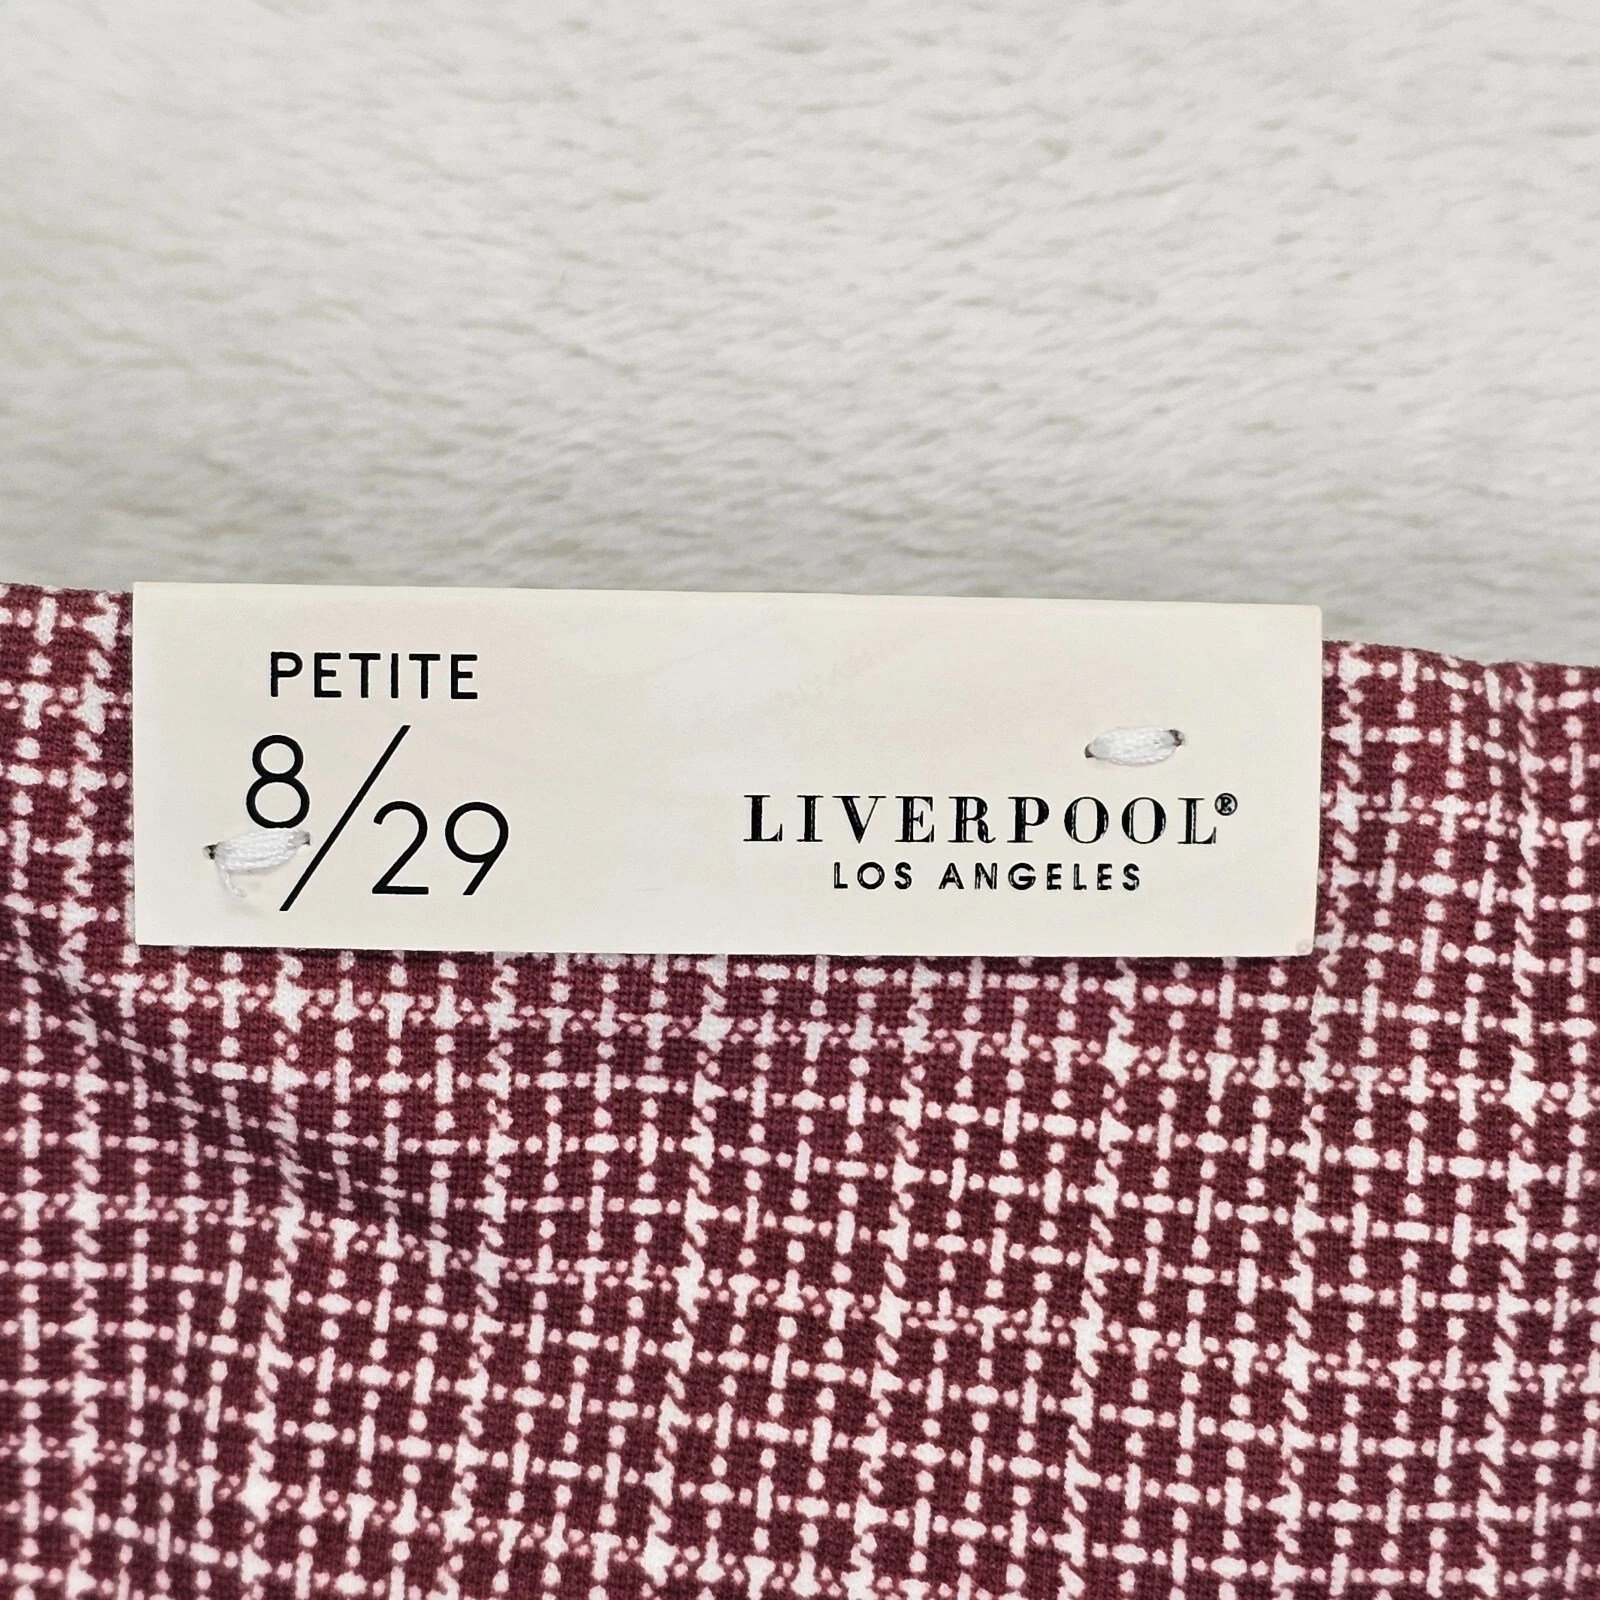 PETITE
8/29
LIVERPOOL®
LOS ANGELES